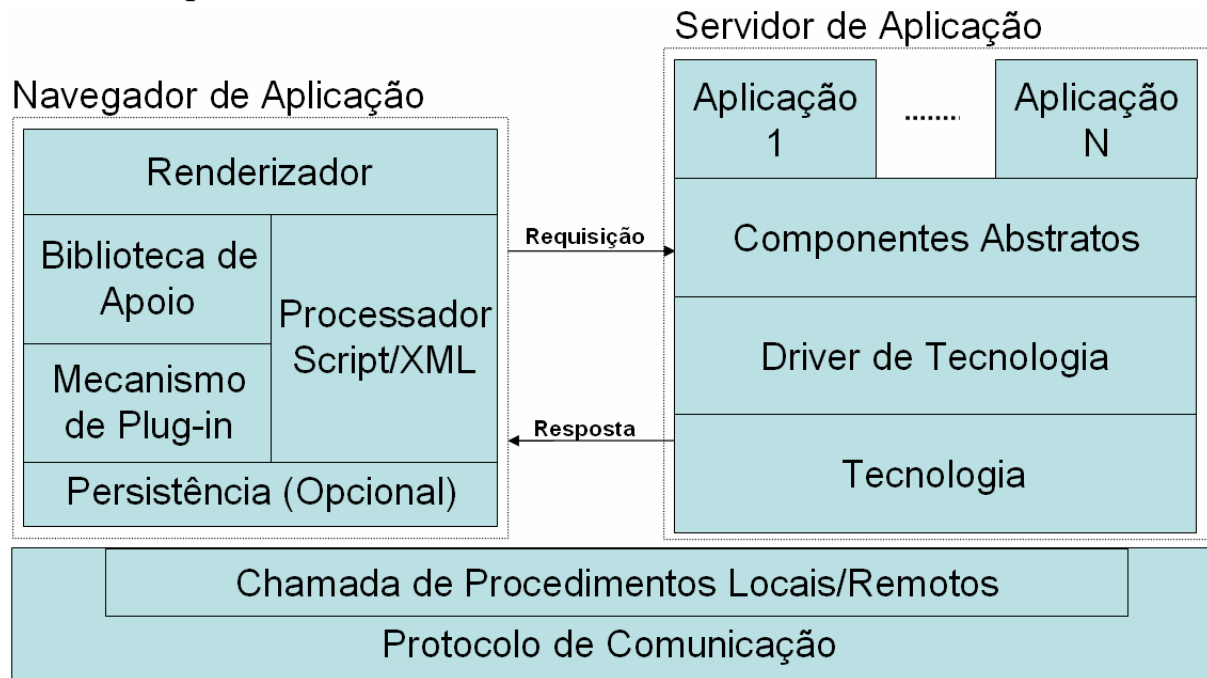 Servidor de Aplicação
Navegador de Aplicação
Renderizador
Biblioteca de
Apoio
Mecanismo
de Plug-in
Processador
Script/XML
Persistência (Opcional)
Requisição
Resposta
Aplicação
1
........
Aplicação
N
Componentes Abstratos
Driver de Tecnologia
Tecnologia
Chamada de Procedimentos Locais/Remotos
Protocolo de Comunicação